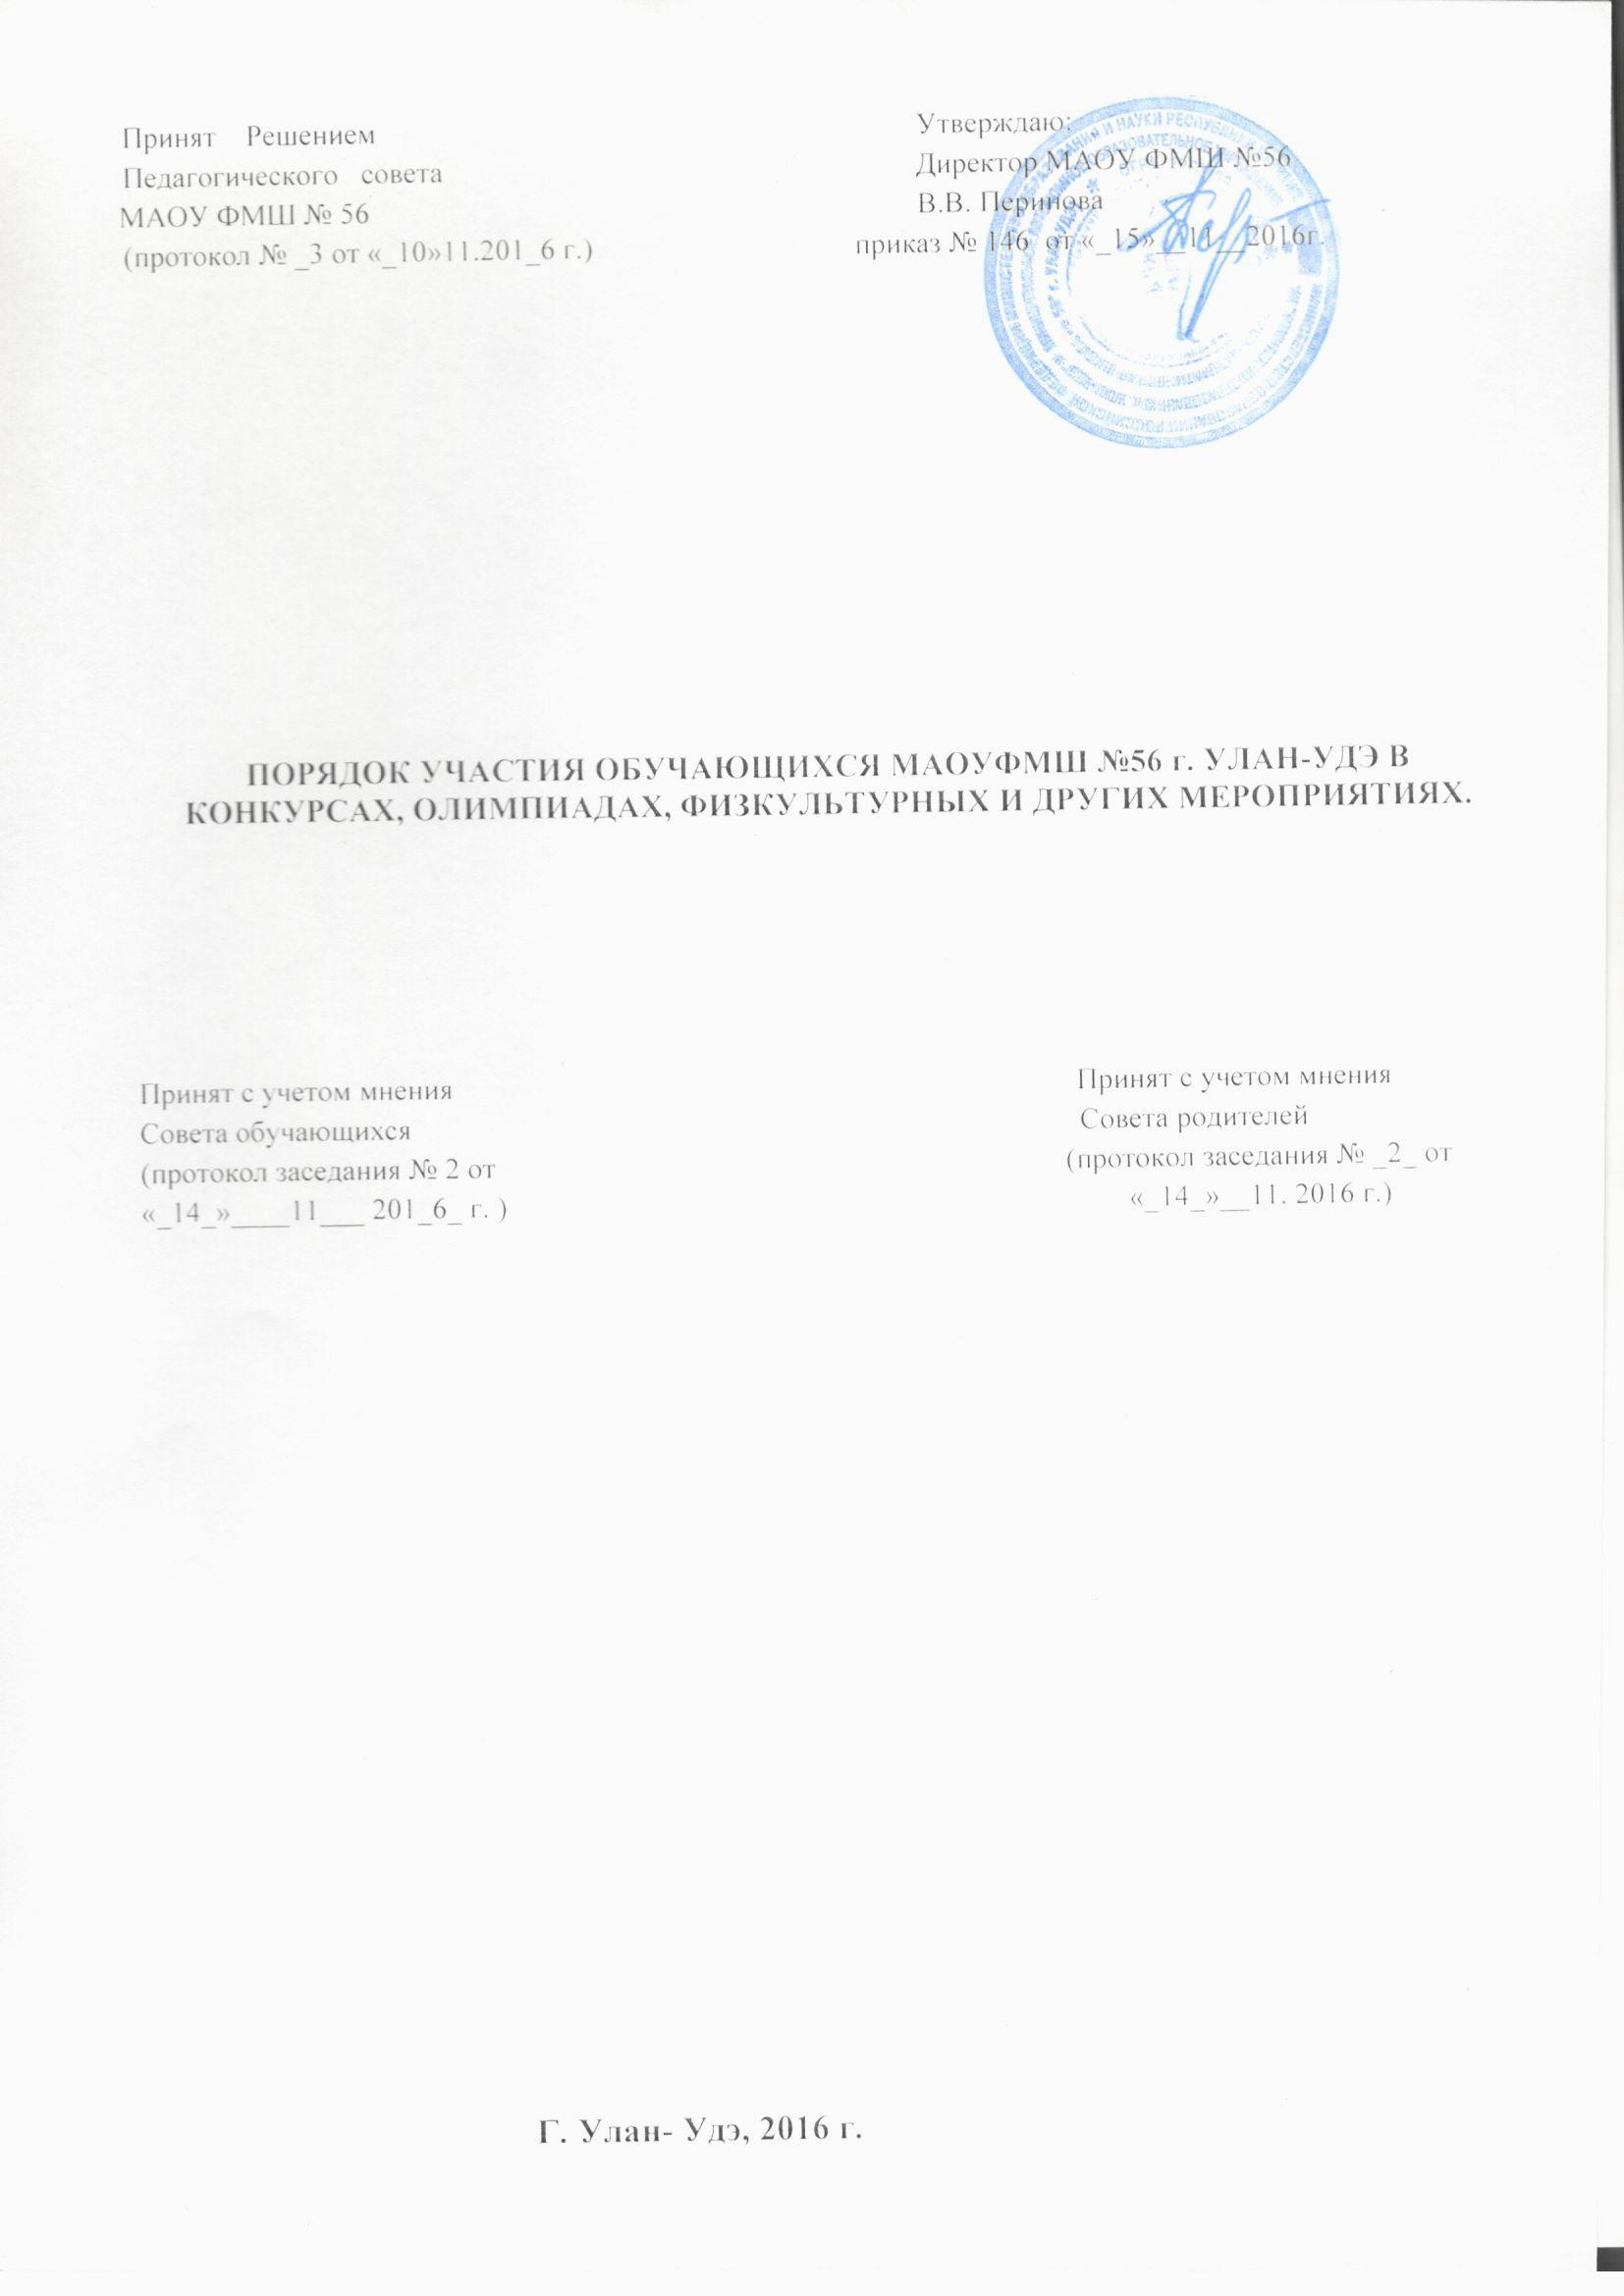 Принят Решением
Педагогического совета
МАОУ ФМШ № 56
(протокол № _3 от «_10»11.201_6 г.)
Утверждаю:
Директор МАОУ ФМШ №56
В.В. Перинова
приказ № 146 от «_15»__11__2016г.
ПОРЯДОК УЧАСТИЯ ОБУЧАЮЩИХСЯ МАОУФМШ №56 г. УЛАН-УДЭ В
КОНКУРСАХ, ОЛИМПИАДАХ, ФИЗКУЛЬТУРНЫХ И ДРУГИХ МЕРОПРИЯТИЯХ.
Принят с учетом мнения
Совета обучающихся
(протокол заседания № 2 от
«_14_»____11___ 201_6_ г. )
Принят с учетом мнения
Совета родителей
(протокол заседания № _2_ от
«_14_»__11. 2016 г.)
Г. Улан- Удэ, 2016 г.